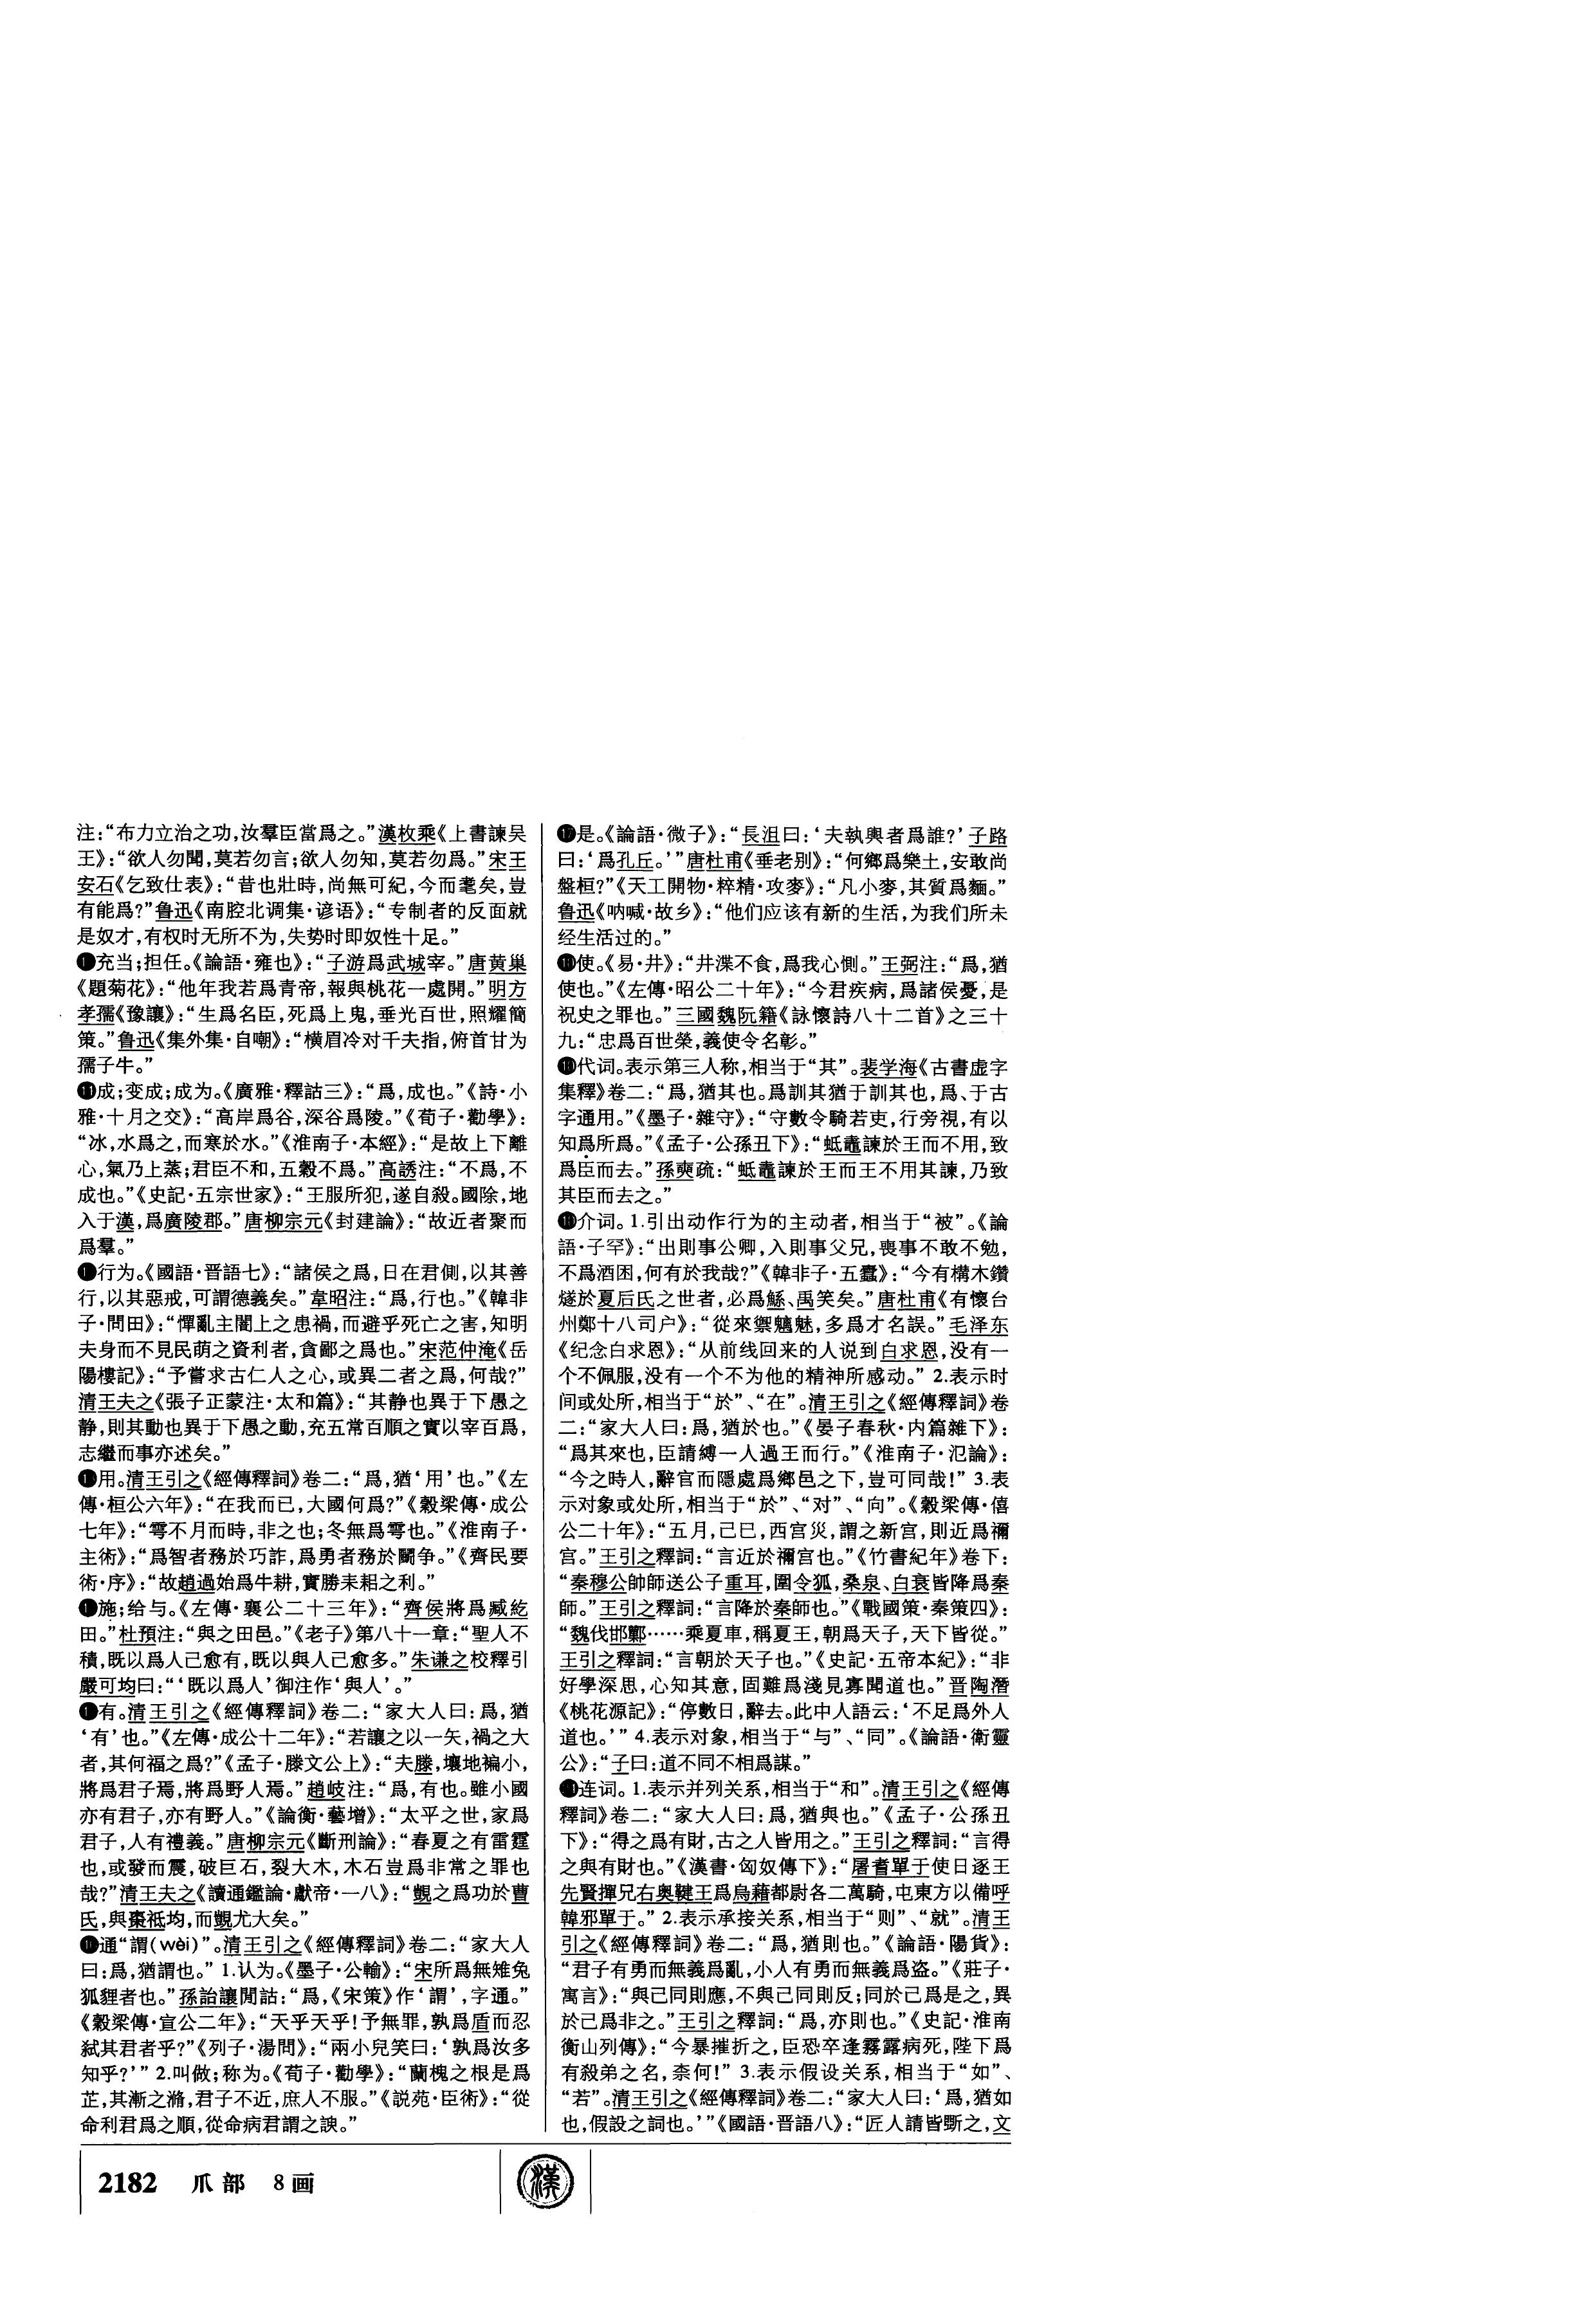 注：“布力立治之功，汝羣臣當爲之。”漢枚乘《上書諫吴
王》：“欲人勿聞，莫若勿言；欲人勿知，莫若勿爲。”宋王
安石《乞致仕表》：“昔也壯時，尚無可紀，今而耄矣，豈
有能爲？”鲁迅《南腔北调集·谚语》：“专制者的反面就
是奴才，有权时无所不为，失势时即奴性十足。”
充当；担任。《論語·雍也》：“子游爲武城宰。”唐黄巢
《題菊花》：“他年我若爲青帝，報與桃花一處開。”明方
孝孺《豫讓》：“生爲名臣，死爲上鬼，垂光百世，照耀簡
策。”鲁迅《集外集·自嘲》：“横眉冷对千夫指，俯首甘为
孺子牛。”
⓫成；变成；成为。《廣雅·釋詁三》：“爲，成也。”《詩·小
雅·十月之交》：“高岸爲谷，深谷爲陵。”《荀子·勸學》：
“冰，水爲之，而寒於水。”《淮南子·本經》：“是故上下離
心，氣乃上蒸；君臣不和，五穀不爲。”高誘注：“不爲，不
成也。”《史記·五宗世家》：“王服所犯，遂自殺。國除，地
入于漢，爲廣陵郡。”唐柳宗元《封建論》：“故近者聚而
爲羣。”
行为。《國語·晋語七》：“諸侯之爲，日在君側，以其善
行，以其惡戒，可謂德義矣。”韋昭注：“爲，行也。”《韓非
子·問田》：“憚亂主闇上之患禍，而避乎死亡之害，知明
夫身而不見民萌之資利者，貪鄙之爲也。”宋范仲淹《岳
陽樓記》：“予嘗求古仁人之心，或異二者之爲，何哉？”
清王夫之《張子正蒙注·太和篇》：“其静也異于下愚之
静，則其動也異于下愚之動，充五常百順之實以宰百爲，
志繼而事亦述矣。”
用。清王引之《經傳釋詞》卷二：“爲，猶‘用’也。”《左
傳·桓公六年》：“在我而已，大國何爲？”《穀梁傳·成公
七年》：“雩不月而時，非之也；冬無爲雩也。”《淮南子·
主術》：“爲智者務於巧詐，爲勇者務於鬭争。”《齊民要
術·序》：“故趙過始爲牛耕，實勝耒耜之利。”
施；给与。《左傳·襄公二十三年》：“齊侯將爲臧紇
田。”杜預注：“與之田邑。”《老子》第八十一章：“聖人不
積，既以爲人己愈有，既以與人己愈多。”朱谦之校釋引
嚴可均曰：“‘既以爲人’御注作‘與人’。”
有。清王引之《經傳釋詞》卷二：“家大人曰：爲，猶
‘有’也。”《左傳·成公十二年》：“若讓之以一矢，禍之大
者，其何福之爲？”《孟子·滕文公上》：“夫滕，壤地褊小，
將爲君子焉，將爲野人焉。”趙岐注：“爲，有也。雖小國
亦有君子，亦有野人。”《論衡·藝增》：“太平之世，家爲
君子，人有禮義。”唐柳宗元《斷刑論》：“春夏之有雷霆
也，或發而震，破巨石，裂大木，木石豈爲非常之罪也
哉？”清王夫之《讀通鑑論·獻帝·一八》：“覬之爲功於曹
氏，與棗祗均，而覬尤大矣。”
通“謂（wèi）”。清王引之《經傳釋詞》卷二：“家大人
曰：爲，猶謂也。” 1.认为。《墨子·公輸》：“宋所爲無雉兔
狐貍者也。”孫詒讓閒詁：“爲，《宋策》作‘謂’，字通。”
《穀梁傳·宣公二年》：“天乎天乎！予無罪，孰爲盾而忍
弑其君者乎？”《列子·湯問》：“兩小兒笑曰：‘孰爲汝多
知乎？’” 2.叫做；称为。《荀子·勸學》：“蘭槐之根是爲
芷，其漸之滫，君子不近，庶人不服。”《説苑·臣術》：“從
命利君爲之順，從命病君謂之諛。”
⓱是。《論語·微子》：“長沮曰：‘夫執輿者爲誰？’子路
曰：‘爲孔丘。’”唐杜甫《垂老别》：“何鄉爲樂土，安敢尚
盤桓？”《天工開物·粹精·攻麥》：“凡小麥，其質爲麵。”
鲁迅《呐喊·故乡》：“他们应该有新的生活，为我们所未
经生活过的。”
使。《易·井》：“井渫不食，爲我心惻。”王弼注：“爲，猶
使也。”《左傳·昭公二十年》：“今君疾病，爲諸侯憂，是
祝史之罪也。”三國魏阮籍《詠懷詩八十二首》之三十
九：“忠爲百世榮，義使令名彰。”
代词。表示第三人称，相当于“其”。裴学海《古書虚字
集釋》卷二：“爲，猶其也。爲訓其猶于訓其也，爲、于古
字通用。”《墨子·雜守》：“守數令騎若吏，行旁視，有以
知爲所爲。”《孟子·公孫丑下》：“蚳鼃諫於王而不用，致
爲臣而去。”孫奭疏：“蚳鼃諫於王而王不用其諫，乃致
其臣而去之。”
介词。1.引出动作行为的主动者，相当于“被”。《論
語·子罕》：“出則事公卿，入則事父兄，喪事不敢不勉，
不爲酒困，何有於我哉？”《韓非子·五蠹》：“今有構木鑽
燧於夏后氏之世者，必爲鯀、禹笑矣。”唐杜甫《有懷台
州鄭十八司户》：“從來禦魑魅，多爲才名誤。”毛泽东
《纪念白求恩》：“从前线回来的人说到白求恩，没有一
个不佩服，没有一个不为他的精神所感动。” 2.表示时
间或处所，相当于“於”、“在”。清王引之《經傳釋詞》卷
二：“家大人曰：爲，猶於也。”《晏子春秋·内篇雜下》：
“爲其來也，臣請縛一人過王而行。”《淮南子·氾論》：
“今之時人，辭官而隱處爲鄉邑之下，豈可同哉！” 3.表
示对象或处所，相当于“於”、“对”、“向”。《穀梁傳·僖
公二十年》：“五月，己巳，西宫災，謂之新宫，則近爲禰
宫。”王引之釋詞：“言近於禰宫也。”《竹書紀年》卷下：
“秦穆公帥師送公子重耳，圍令狐，桑泉、臼衰皆降爲秦
師。”王引之釋詞：“言降於秦師也。”《戰國策·秦策四》：
“魏伐邯鄲……乘夏車，稱夏王，朝爲天子，天下皆從。”
王引之釋詞：“言朝於天子也。”《史記·五帝本紀》：“非
好學深思，心知其意，固難爲淺見寡聞道也。”晋陶潛
《桃花源記》：“停數日，辭去。此中人語云：‘不足爲外人
道也。’” 4.表示对象，相当于“与”、“同”。《論語·衛靈
公》：“子曰：道不同不相爲謀。”
连词。1.表示并列关系，相当于“和”。清王引之《經傳
釋詞》卷二：“家大人曰：爲，猶與也。”《孟子·公孫丑
下》：“得之爲有財，古之人皆用之。”王引之釋詞：“言得
之與有財也。”《漢書·匈奴傳下》：“屠耆單于使日逐王
先賢撣兄右奥鞬王爲烏藉都尉各二萬騎，屯東方以備呼
韓邪單于。” 2.表示承接关系，相当于“则”、“就”。清王
引之《經傳釋詞》卷二：“爲，猶則也。”《論語·陽貨》：
“君子有勇而無義爲亂，小人有勇而無義爲盗。”《莊子·
寓言》：“與己同則應，不與己同則反；同於己爲是之，異
於己爲非之。”王引之釋詞：“爲，亦則也。”《史記·淮南
衡山列傳》：“今暴摧折之，臣恐卒逢霧露病死，陛下爲
有殺弟之名，柰何！” 3.表示假设关系，相当于“如”、
“若”。清王引之《經傳釋詞》卷二：“家大人曰：‘爲，猶如
也，假設之詞也。’”《國語·晋語八》：“匠人請皆斲之，文
2182 爪部 8画
漢